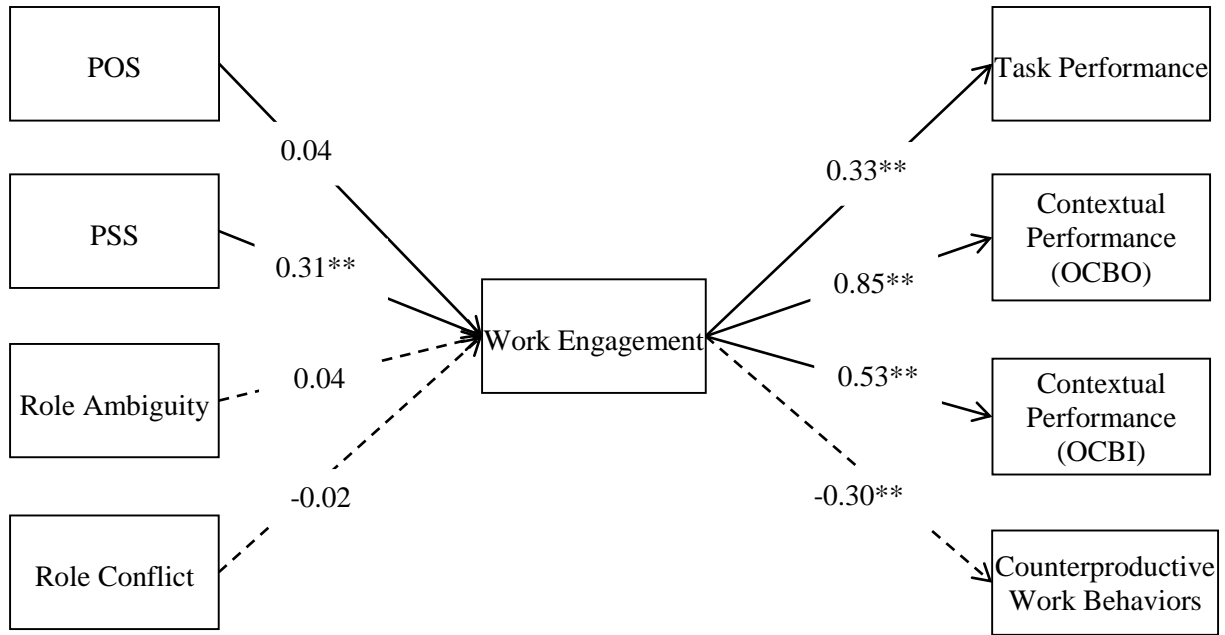 POS
PSS
Role Ambiguity
Role Conflict
0.04
0.31**
0.04
-0.02
Work Engagement
0.33**
0.85**
0.53**
-0.30**
Task Performance
Contextual
Performance
(OCBO)
Contextual
Performance
(OCBI)
Counterproductive
Work Behaviors